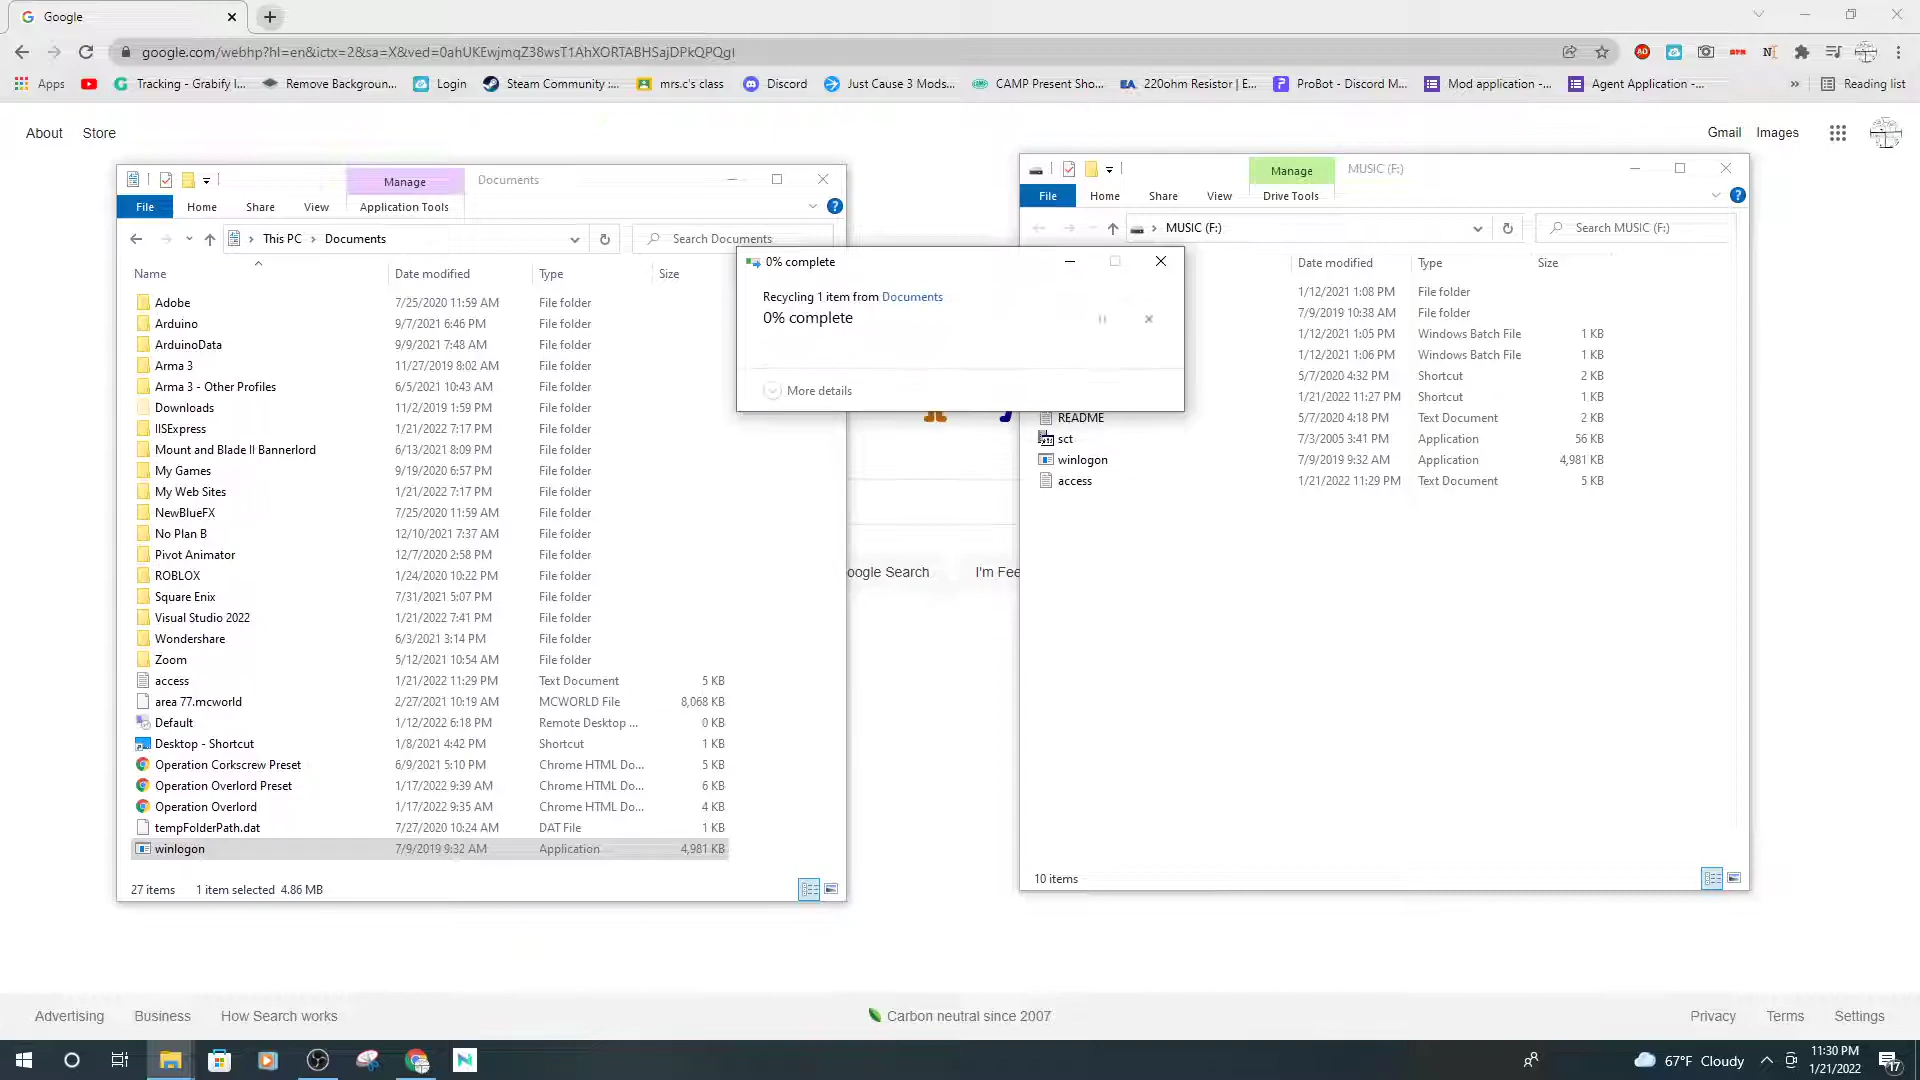 Google
google.com/webhp?hl=en&ictx=2&sa=X&ved=0ahUKEwjmqZ38wsT1AhXORTABHSajDPkQPQgI
Apps
Tracking - Grabify I...
Remove Backgroun...
Login
Steam Community :...
mrs.c's class
Discord
Just Cause 3 Mods...
CAMP Present Sho...
220ohm Resistor | E...
ProBot - Discord M...
Mod application -...
Agent Application -...
»
Reading list
About Store
Gmail Images
Manage Documents
File Home Share View Application Tools
This PC > Documents
Search Documents
Name Date modified Type Size
Adobe 7/25/2020 11:59 AM File folder
Arduino 9/7/2021 6:46 PM File folder
ArduinoData 9/9/2021 7:48 AM File folder
Arma 3 11/27/2019 8:02 AM File folder
Arma 3 - Other Profiles 6/5/2021 10:43 AM File folder
Downloads 11/2/2019 1:59 PM File folder
IISExpress 1/21/2022 7:17 PM File folder
Mount and Blade II Bannerlord 6/13/2021 8:09 PM File folder
My Games 9/19/2020 6:57 PM File folder
My Web Sites 1/21/2022 7:17 PM File folder
NewBlueFX 7/25/2020 11:59 AM File folder
No Plan B 12/10/2021 7:37 AM File folder
Pivot Animator 12/7/2020 2:58 PM File folder
ROBLOX 1/24/2020 10:22 PM File folder
Square Enix 7/31/2021 5:07 PM File folder
Visual Studio 2022 1/21/2022 7:41 PM File folder
Wondershare 6/3/2021 3:14 PM File folder
Zoom 5/12/2021 10:54 AM File folder
access 1/21/2022 11:29 PM Text Document 5 KB
area 77.mcworld 2/27/2021 10:19 AM MCWORLD File 8,068 KB
Default 1/12/2022 6:18 PM Remote Desktop ... 0 KB
Desktop - Shortcut 1/8/2021 4:42 PM Shortcut 1 KB
Operation Corkscrew Preset 6/9/2021 5:10 PM Chrome HTML Do... 5 KB
Operation Overlord Preset 1/17/2022 9:39 AM Chrome HTML Do... 6 KB
Operation Overlord 1/17/2022 9:35 AM Chrome HTML Do... 4 KB
tempFolderPath.dat 7/27/2020 10:24 AM DAT File 1 KB
winlogon 7/9/2019 9:32 AM Application 4,981 KB
27 items 1 item selected 4.86 MB
0% complete
Recycling 1 item from Documents
0% complete
More details
Manage MUSIC (F:)
File Home Share View Drive Tools
MUSIC (F:)
Search MUSIC (F:)
Date modified Type Size
1/12/2021 1:08 PM File folder
7/9/2019 10:38 AM File folder
1/12/2021 1:05 PM Windows Batch File 1 KB
1/12/2021 1:06 PM Windows Batch File 1 KB
5/7/2020 4:32 PM Shortcut 2 KB
1/21/2022 11:27 PM Shortcut 1 KB
README 5/7/2020 4:18 PM Text Document 2 KB
sct 7/3/2005 3:41 PM Application 56 KB
winlogon 7/9/2019 9:32 AM Application 4,981 KB
access 1/21/2022 11:29 PM Text Document 5 KB
10 items
oogle Search I'm Fee
Advertising Business How Search works
Carbon neutral since 2007
Privacy Terms Settings
67°F Cloudy
11:30 PM
1/21/2022
17